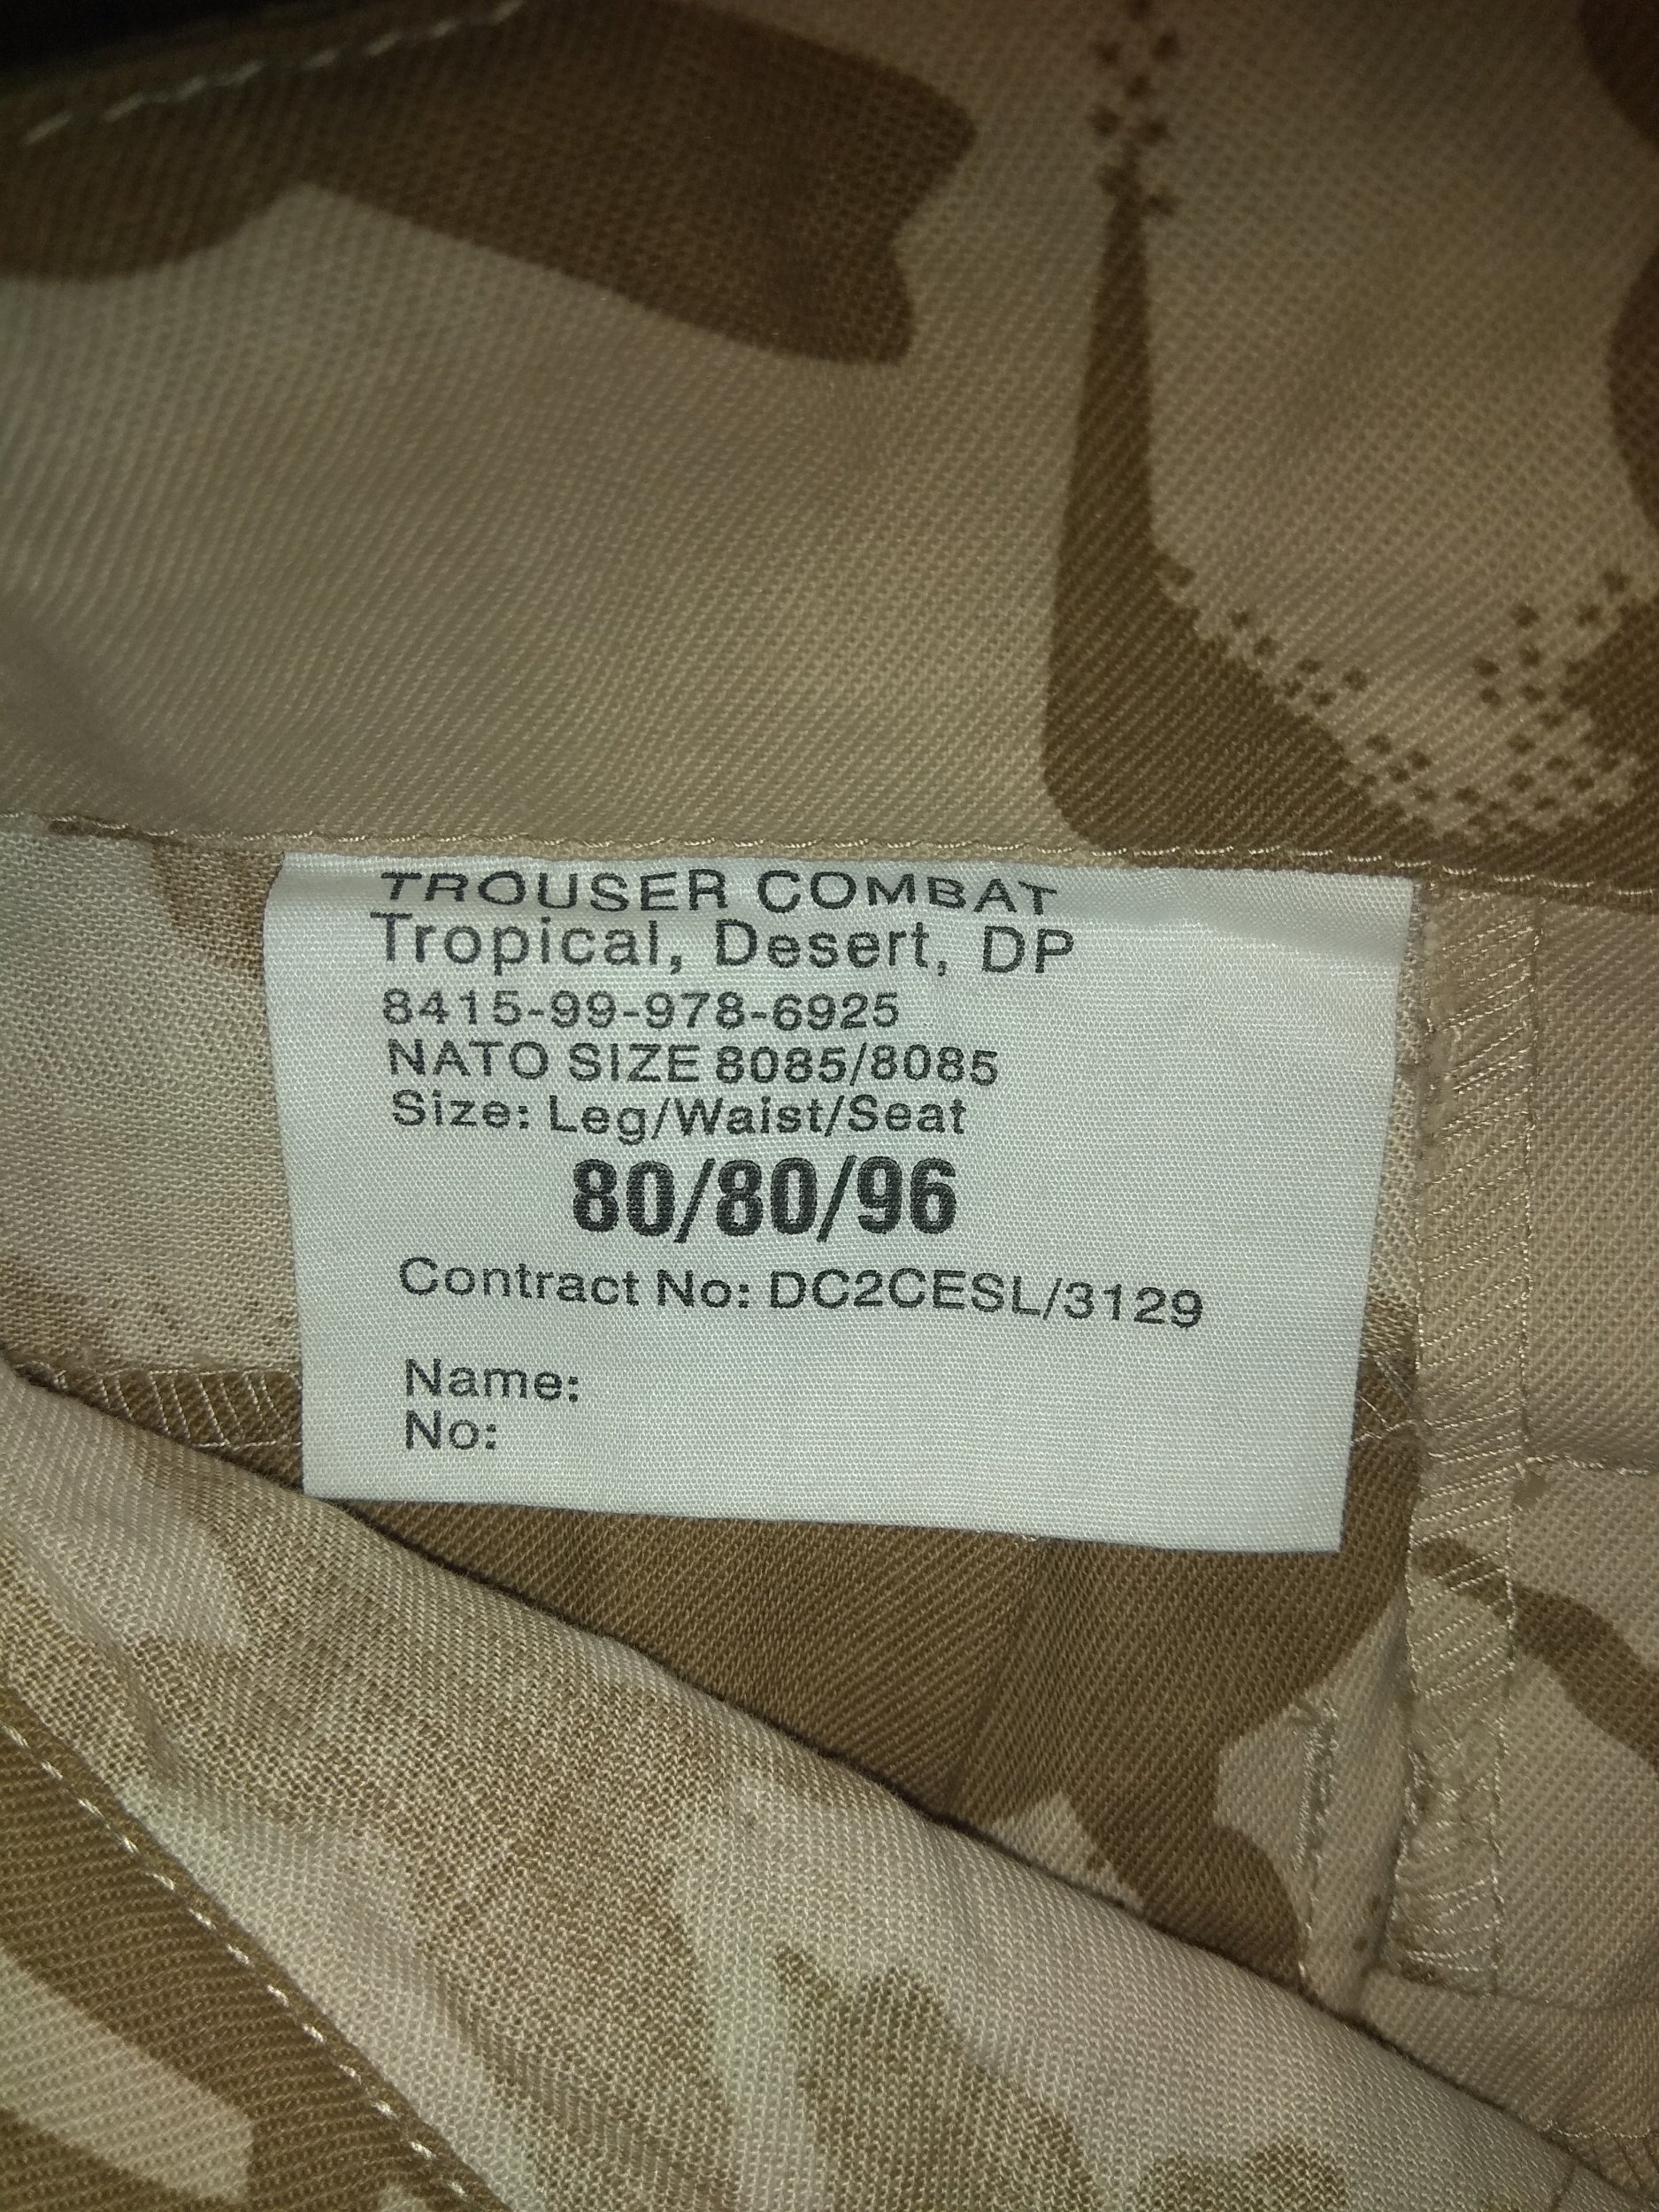 TROUSER COMBAT
Tropical, Desert, DP
8415-99-978-6925
NATO SIZE 8085/8085
Size: Leg/Waist/Seat
80/80/96
Contract No: DC2CESL/3129
Name:
No: